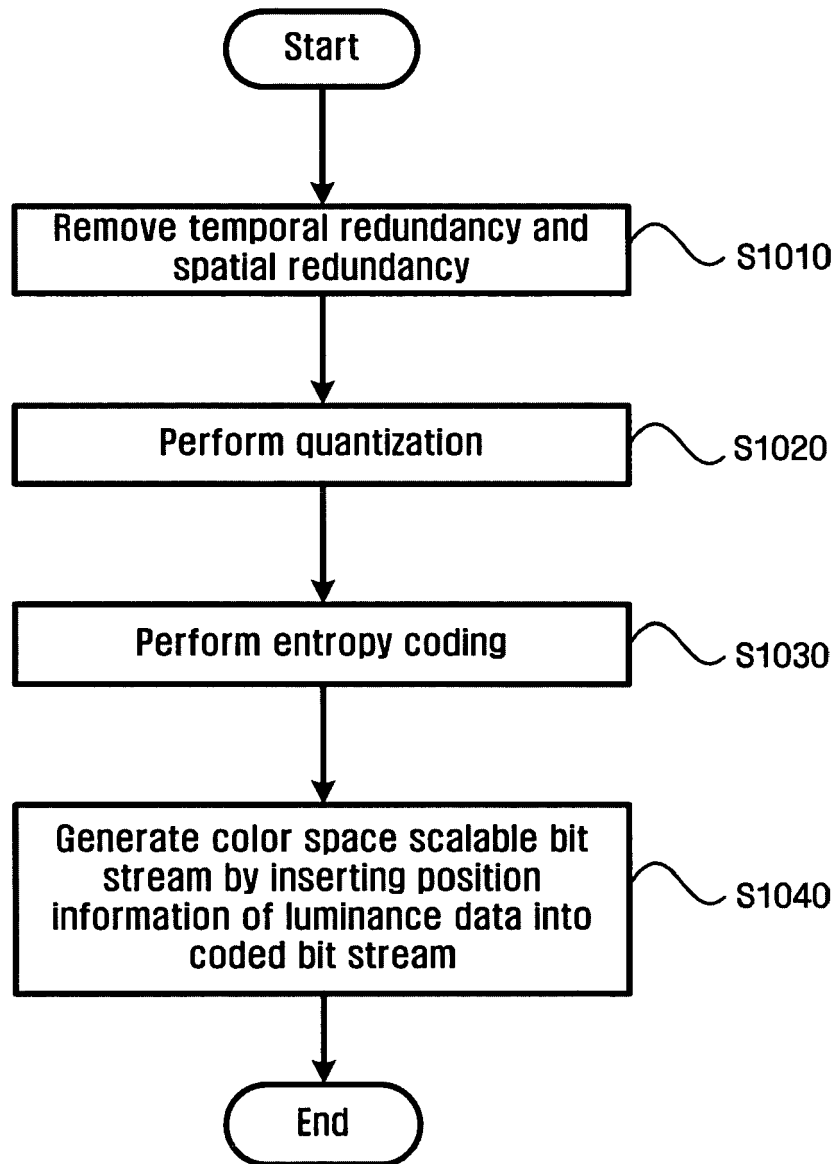 Start
Remove temporal redundancy and
spatial redundancy
S1010
Perform quantization
S1020
Perform entropy coding
S1030
Generate color space scalable bit
stream by inserting position
information of luminance data into
coded bit stream
S1040
End